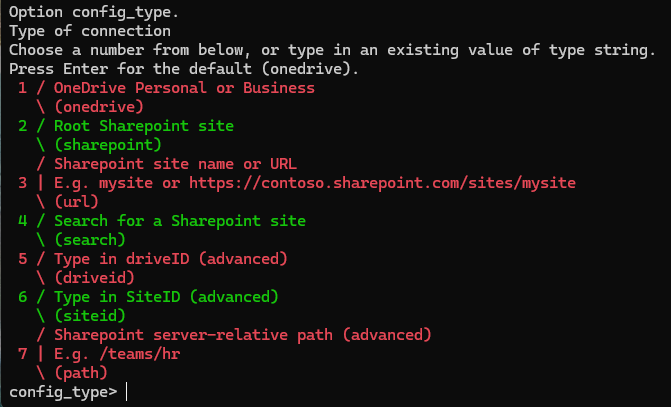 Option config_type.
Type of connection
Choose a number from below, or type in an existing value of type string.
Press Enter for the default (onedrive).
 1 / OneDrive Personal or Business
   \ (onedrive)
 2 / Root Sharepoint site
   \ (sharepoint)
   / Sharepoint site name or URL
 3 | E.g. mysite or https://contoso.sharepoint.com/sites/mysite
   \ (url)
 4 / Search for a Sharepoint site
   \ (search)
 5 / Type in driveID (advanced)
   \ (driveid)
 6 / Type in SiteID (advanced)
   \ (siteid)
   / Sharepoint server-relative path (advanced)
 7 | E.g. /teams/hr
   \ (path)
config_type>